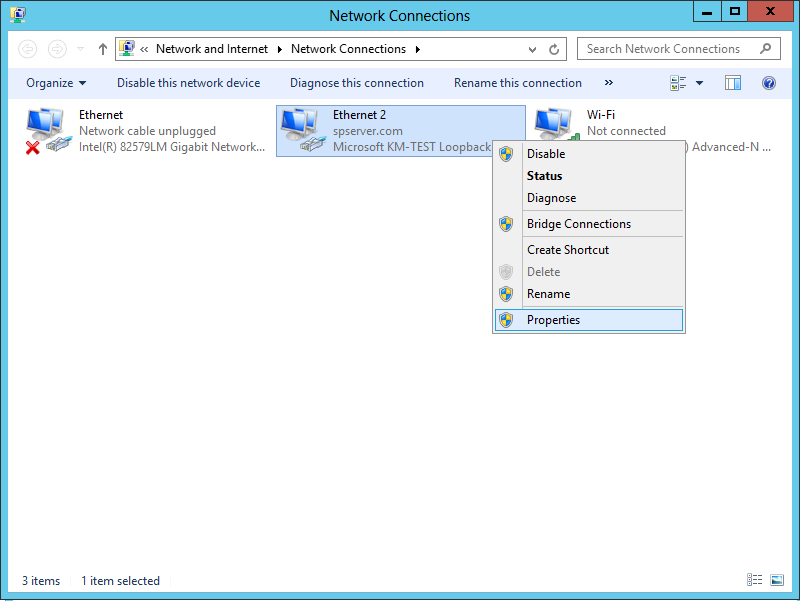 Network Connections
« Network and Internet Network Connections
Search Network Connections
Organize Disable this network device Diagnose this connection Rename this connection »
Ethernet
Network cable unplugged
Intel(R) 82579LM Gigabit Network...
Ethernet 2
spserver.com
Microsoft KM-TEST Loopback
Wi-Fi
Not connected
) Advanced-N ...
Disable
Status
Diagnose
Bridge Connections
Create Shortcut
Delete
Rename
Properties
3 items 1 item selected